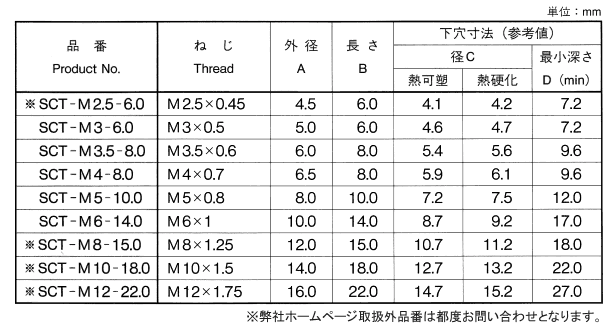 単位：mm
品 番 ね じ 外 径 長 さ 下穴寸法（参考値）
径C 最小深さ
Product No. Thread A B 熱可塑 熱硬化 D (min)
※SCT-M2.5-6.0 M2.5×0.45 4.5 6.0 4.1 4.2 7.2
SCT-M3-6.0 M3×0.5 5.0 6.0 4.6 4.7 7.2
SCT-M3.5-8.0 M3.5×0.6 6.0 8.0 5.4 5.6 9.6
SCT-M4-8.0 M4×0.7 6.5 8.0 5.9 6.1 9.6
SCT-M5-10.0 M5×0.8 8.0 10.0 7.2 7.5 12.0
SCT-M6-14.0 M6×1 10.0 14.0 8.7 9.2 17.0
※SCT-M8-15.0 M8×1.25 12.0 15.0 10.7 11.2 18.0
※SCT-M10-18.0 M10×1.5 14.0 18.0 12.7 13.2 22.0
※SCT-M12-22.0 M12×1.75 16.0 22.0 14.7 15.2 27.0
※弊社ホームページ取扱外品番は都度お問い合わせとなります。